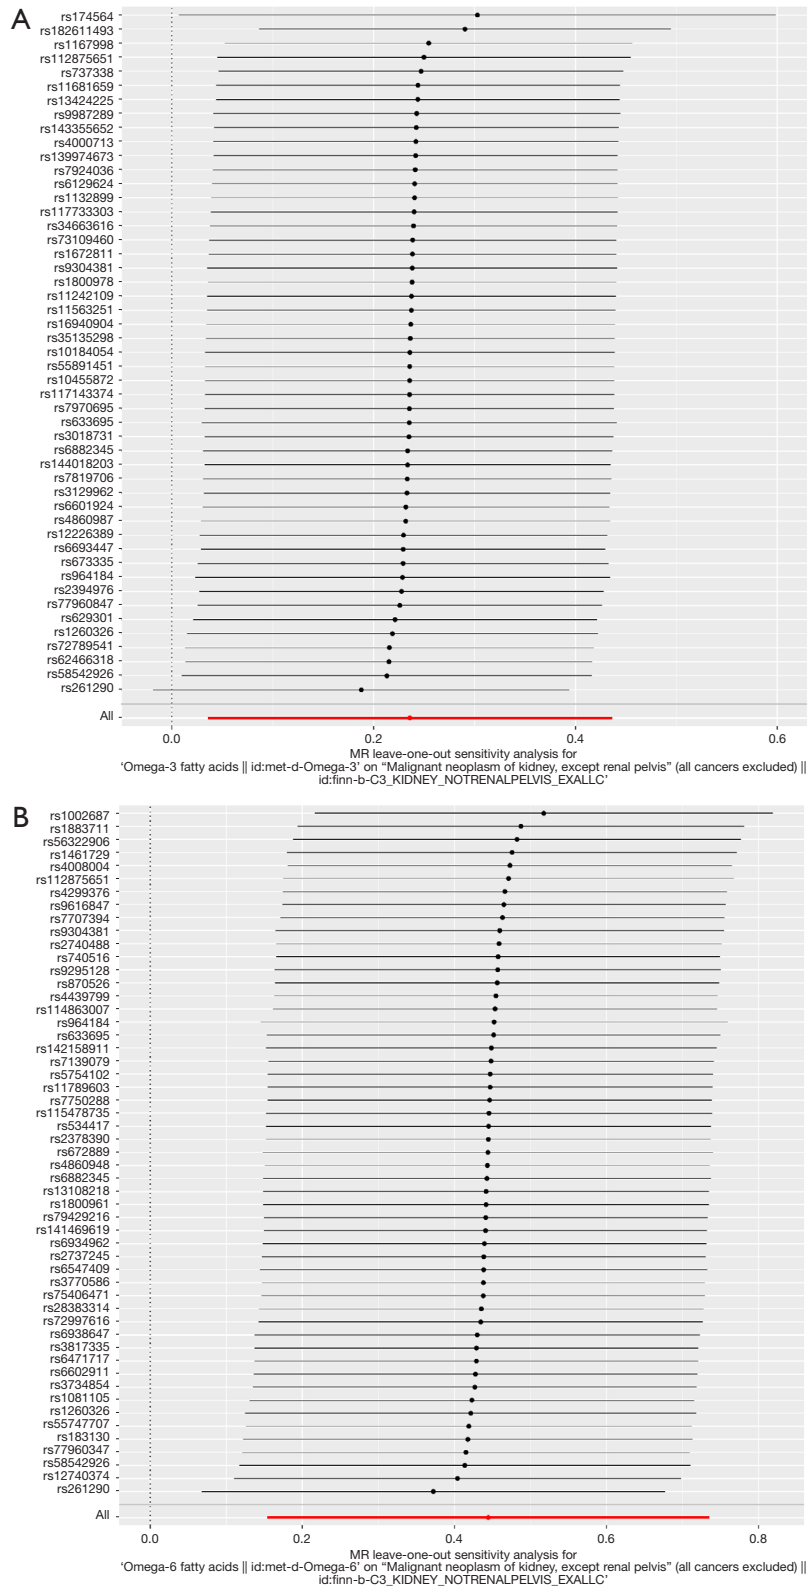 A
rs174564
rs182611493
rs1167998
rs112875651
rs737338
rs11681659
rs13424225
rs9987289
rs143355652
rs4000713
rs139974673
rs7924036
rs6129624
rs1132899
rs117733303
rs34663616
rs73109460
rs1672811
rs9304381
rs1800978
rs11242109
rs11563251
rs16940904
rs35135298
rs10184054
rs55891451
rs10455872
rs117143374
rs7970695
rs633695
rs3018731
rs6882345
rs144018203
rs7819706
rs3129962
rs6601924
rs4860987
rs12226389
rs6693447
rs673335
rs964184
rs2394976
rs77960847
rs629301
rs1260326
rs72789541
rs62466318
rs58542926
rs261290
All
0.0 0.2 0.4 0.6
MR leave-one-out sensitivity analysis for
‘Omega-3 fatty acids || id:met-d-Omega-3’ on “Malignant neoplasm of kidney, except renal pelvis” (all cancers excluded) ||
id:finn-b-C3_KIDNEY_NOTRENALPELVIS_EXALLC’
B
rs1002687
rs1883711
rs56322906
rs1461729
rs4008004
rs112875651
rs4299376
rs9616847
rs7707394
rs9304381
rs2740488
rs740516
rs9295128
rs870526
rs4439799
rs114863007
rs964184
rs633695
rs142158911
rs7139079
rs5754102
rs11789603
rs7750288
rs115478735
rs534417
rs2378390
rs672889
rs4860948
rs6882345
rs13108218
rs1800961
rs79429216
rs141469619
rs6934962
rs2737245
rs6547409
rs3770586
rs75406471
rs28383314
rs72997616
rs6938647
rs3817335
rs6471717
rs6602911
rs3734854
rs1081105
rs1260326
rs55747707
rs183130
rs77960347
rs58542926
rs12740374
rs261290
All
0.0 0.2 0.4 0.6 0.8
MR leave-one-out sensitivity analysis for
‘Omega-6 fatty acids || id:met-d-Omega-6’ on “Malignant neoplasm of kidney, except renal pelvis” (all cancers excluded) ||
id:finn-b-C3_KIDNEY_NOTRENALPELVIS_EXALLC’